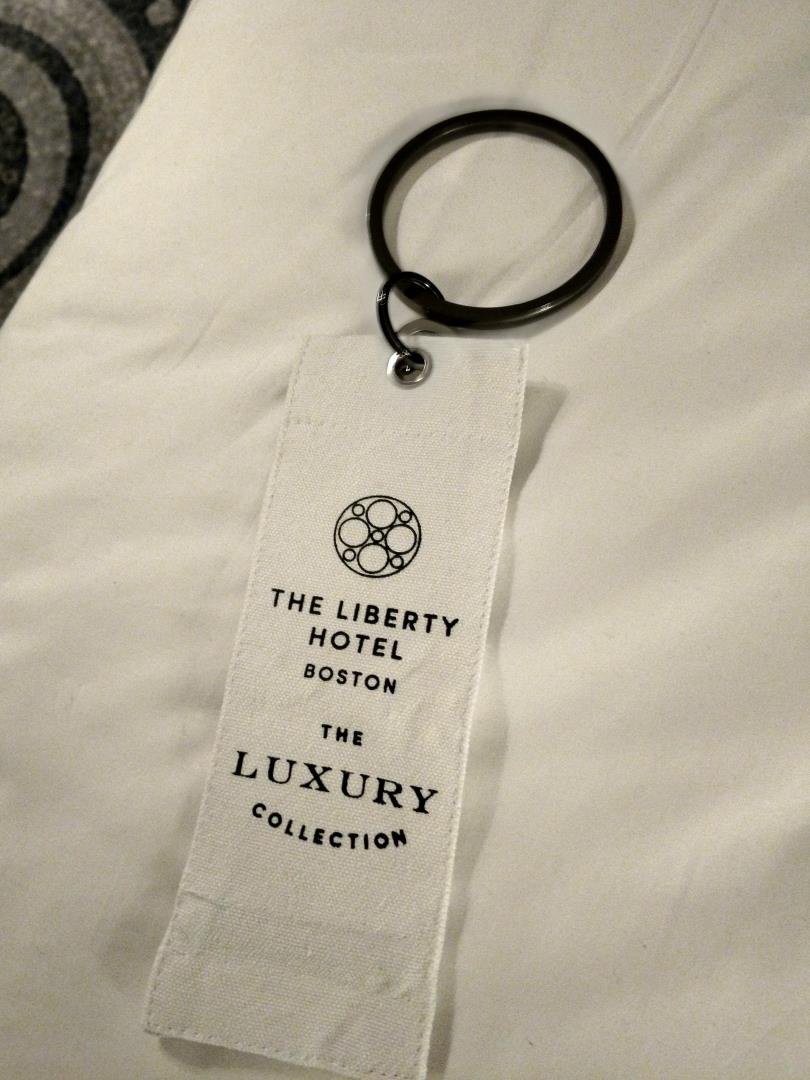 THE LIBERTY
HOTEL
BOSTON
THE
LUXURY
COLLECTION